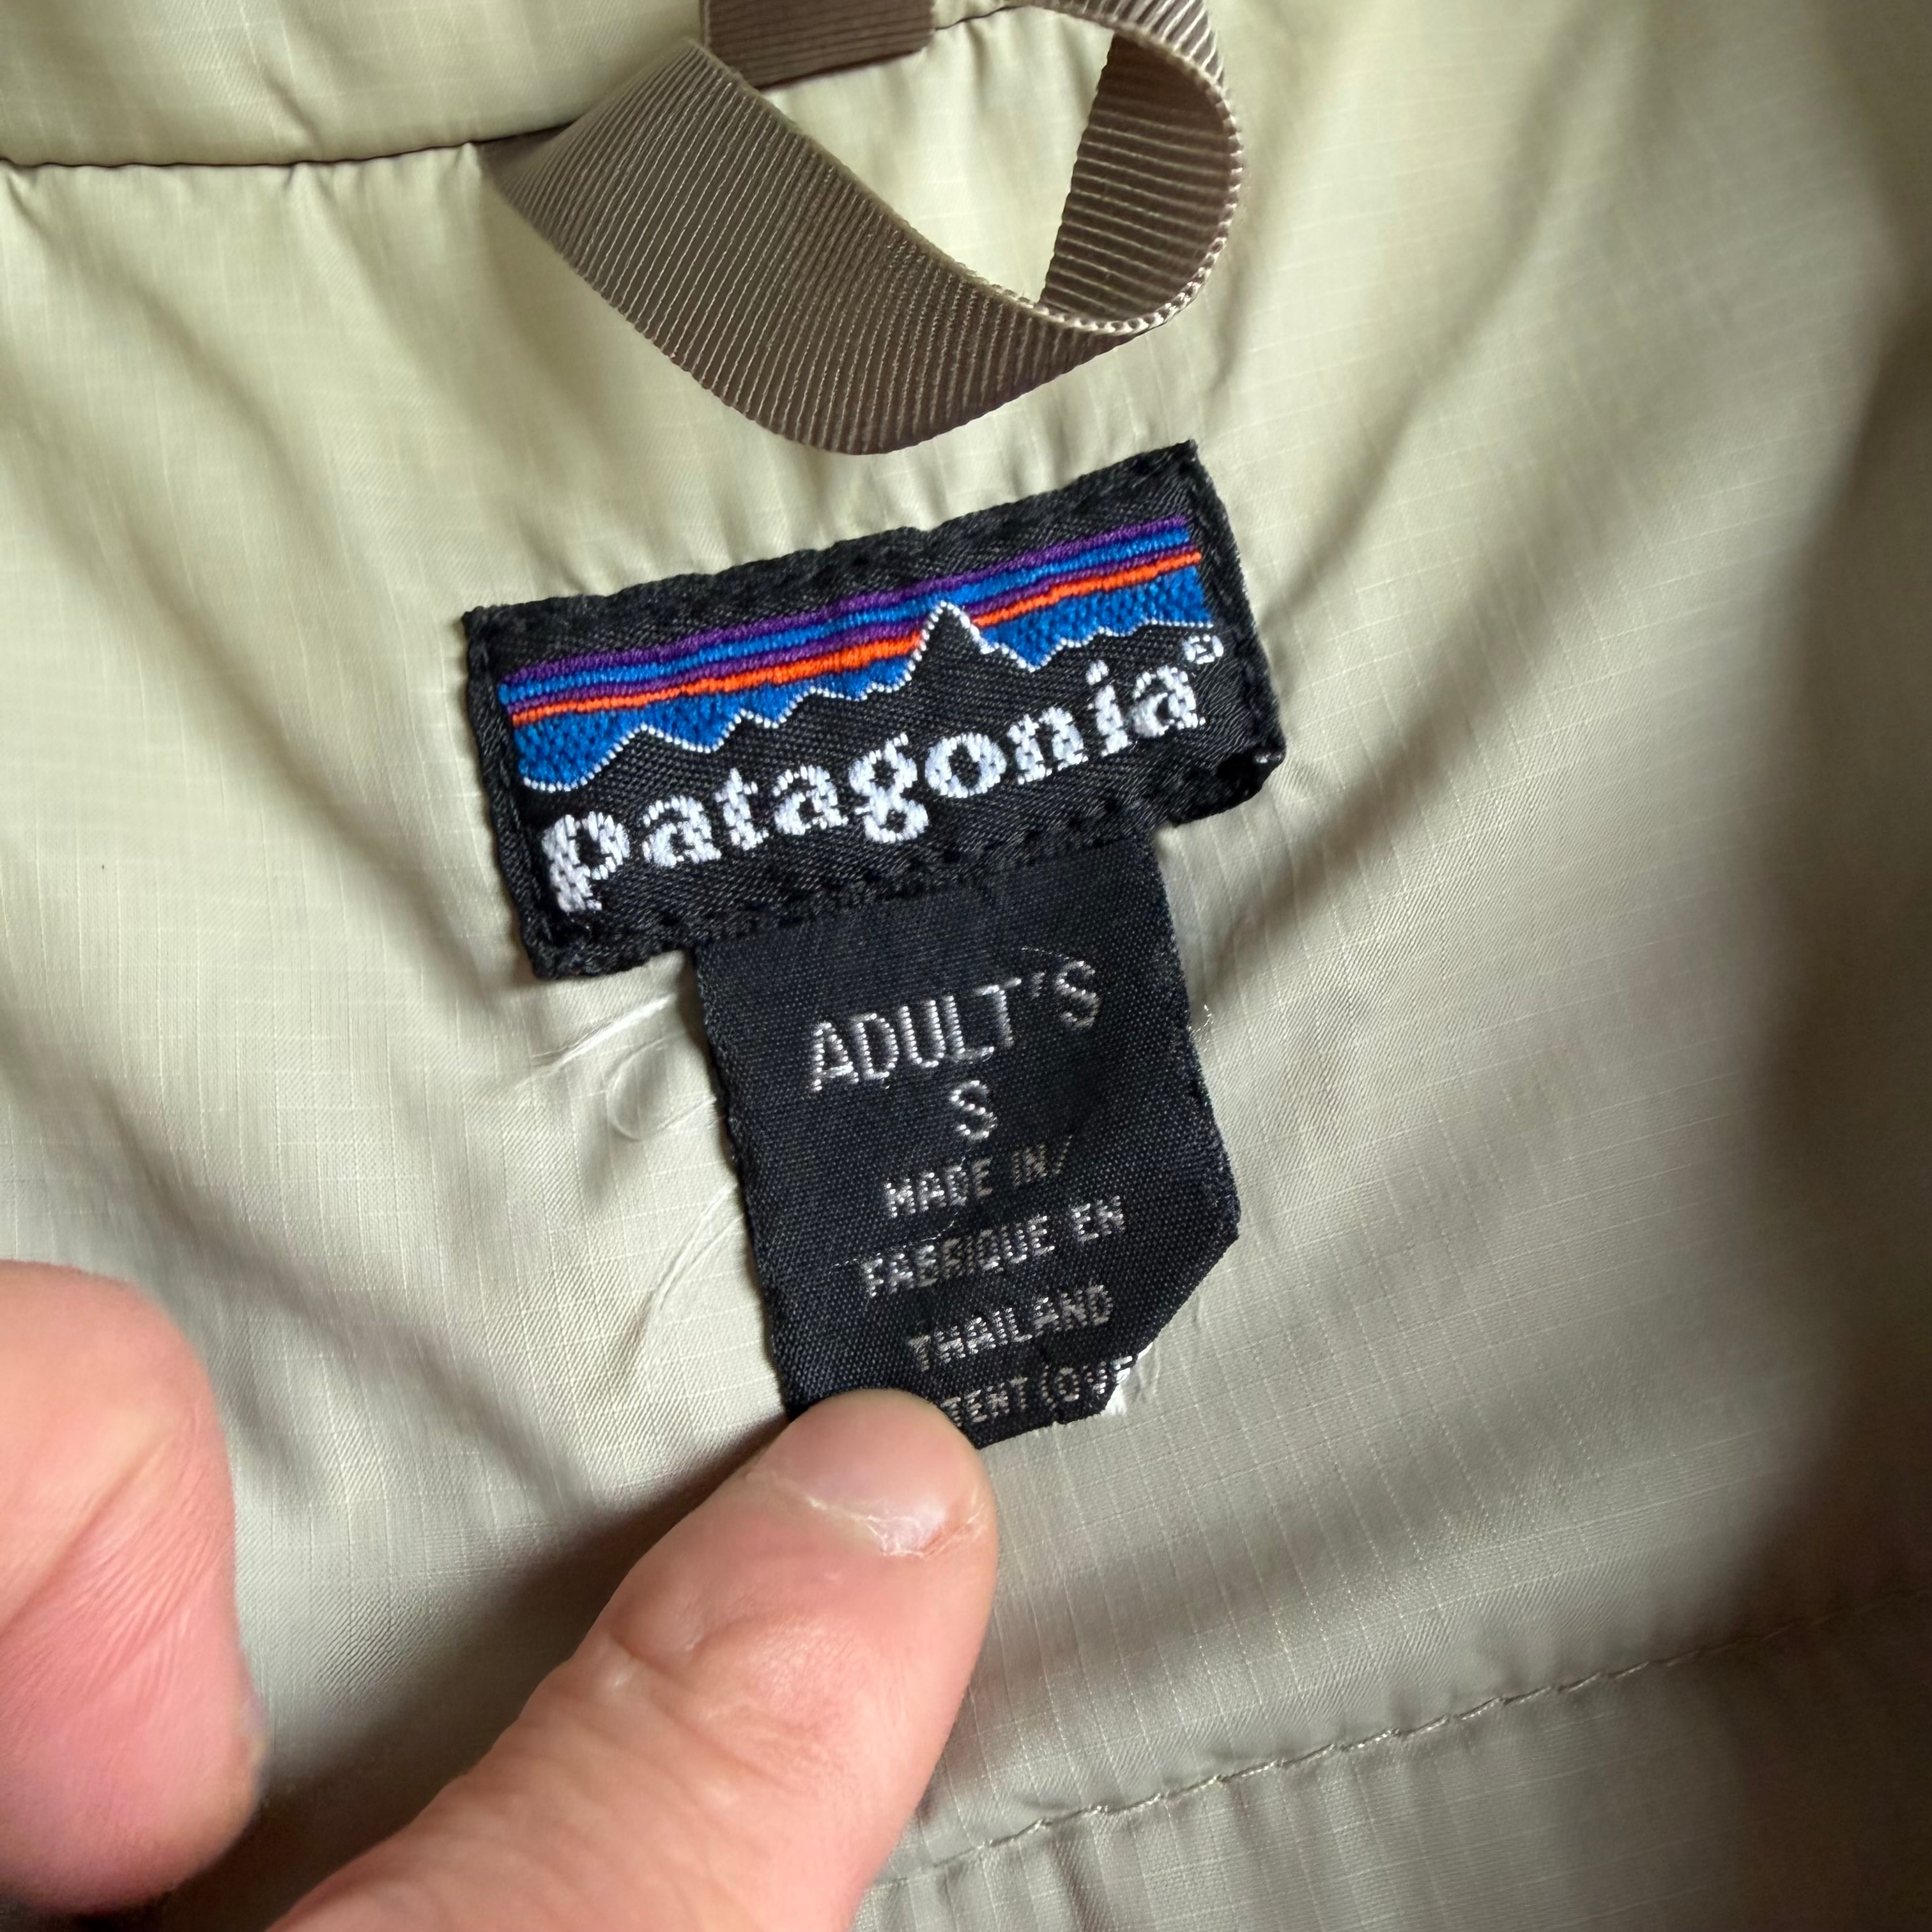 patagonia®
ADULT'S
S
MADE IN/
FABRIQUE EN
THAILAND